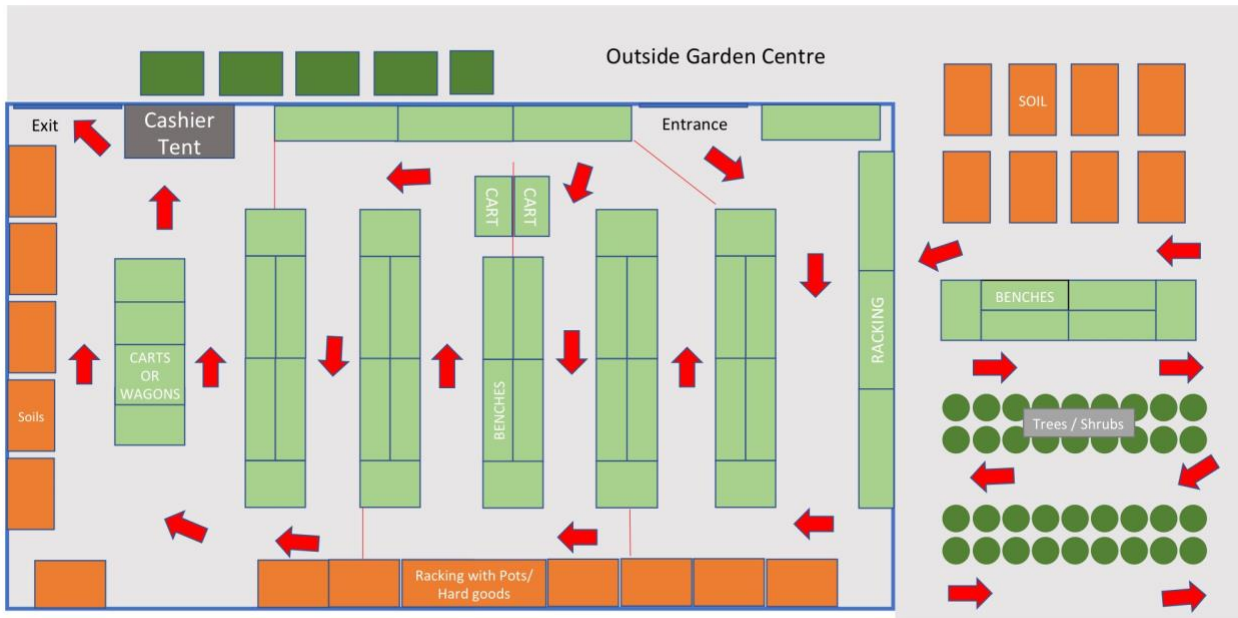 Outside Garden Centre
Exit
Cashier
Tent
Entrance
SOIL
CART
CART
BENCHES
RACKING
CARTS
OR
WAGONS
BENCHES
Soils
Trees / Shrubs
Racking with Pots/
Hard goods